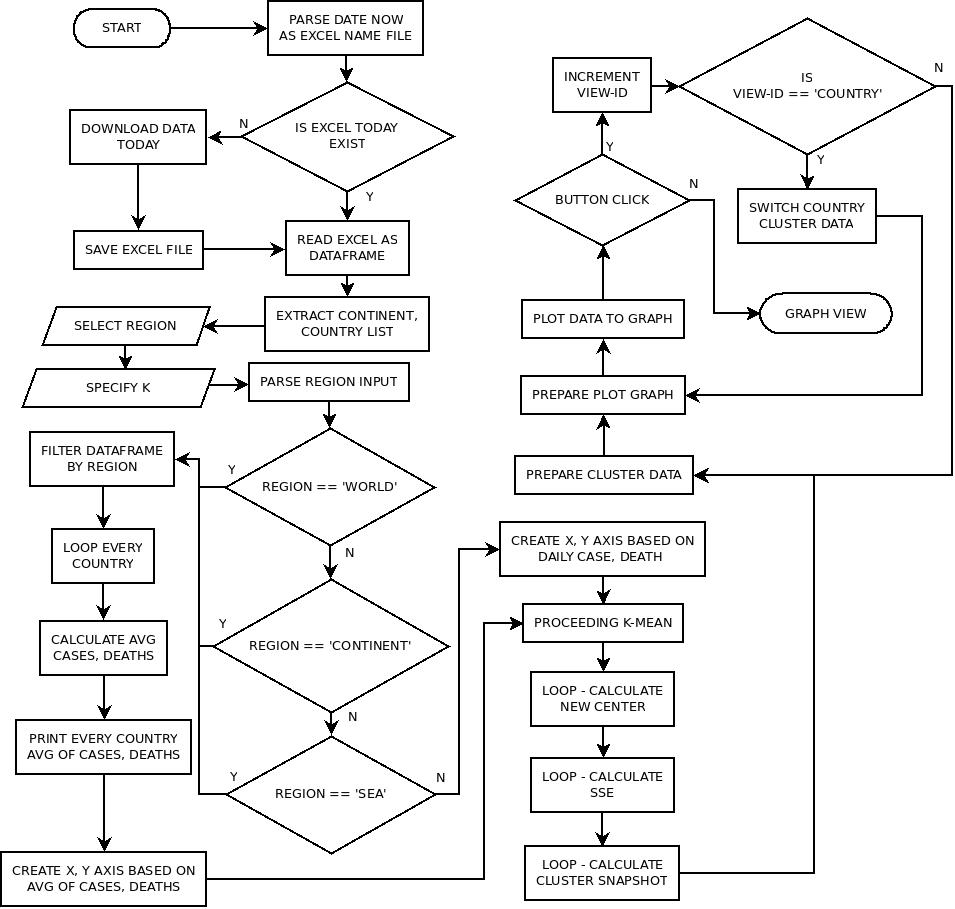 START
PARSE DATE NOW
AS EXCEL NAME FILE
IS EXCEL TODAY
EXIST
N
Y
DOWNLOAD DATA
TODAY
SAVE EXCEL FILE
READ EXCEL AS
DATAFRAME
EXTRACT CONTINENT,
COUNTRY LIST
SELECT REGION
SPECIFY K
PARSE REGION INPUT
REGION == 'WORLD'
Y
N
FILTER DATAFRAME
BY REGION
LOOP EVERY
COUNTRY
CALCULATE AVG
CASES, DEATHS
PRINT EVERY COUNTRY
AVG OF CASES, DEATHS
CREATE X, Y AXIS BASED ON
AVG OF CASES, DEATHS
REGION == 'CONTINENT'
Y
N
REGION == 'SEA'
Y
N
CREATE X, Y AXIS BASED ON
DAILY CASE, DEATH
PROCEEDING K-MEAN
LOOP - CALCULATE
NEW CENTER
LOOP - CALCULATE
SSE
LOOP - CALCULATE
CLUSTER SNAPSHOT
PREPARE CLUSTER DATA
PREPARE PLOT GRAPH
PLOT DATA TO GRAPH
BUTTON CLICK
Y
N
INCREMENT
VIEW-ID
IS
VIEW-ID == 'COUNTRY'
N
Y
SWITCH COUNTRY
CLUSTER DATA
GRAPH VIEW